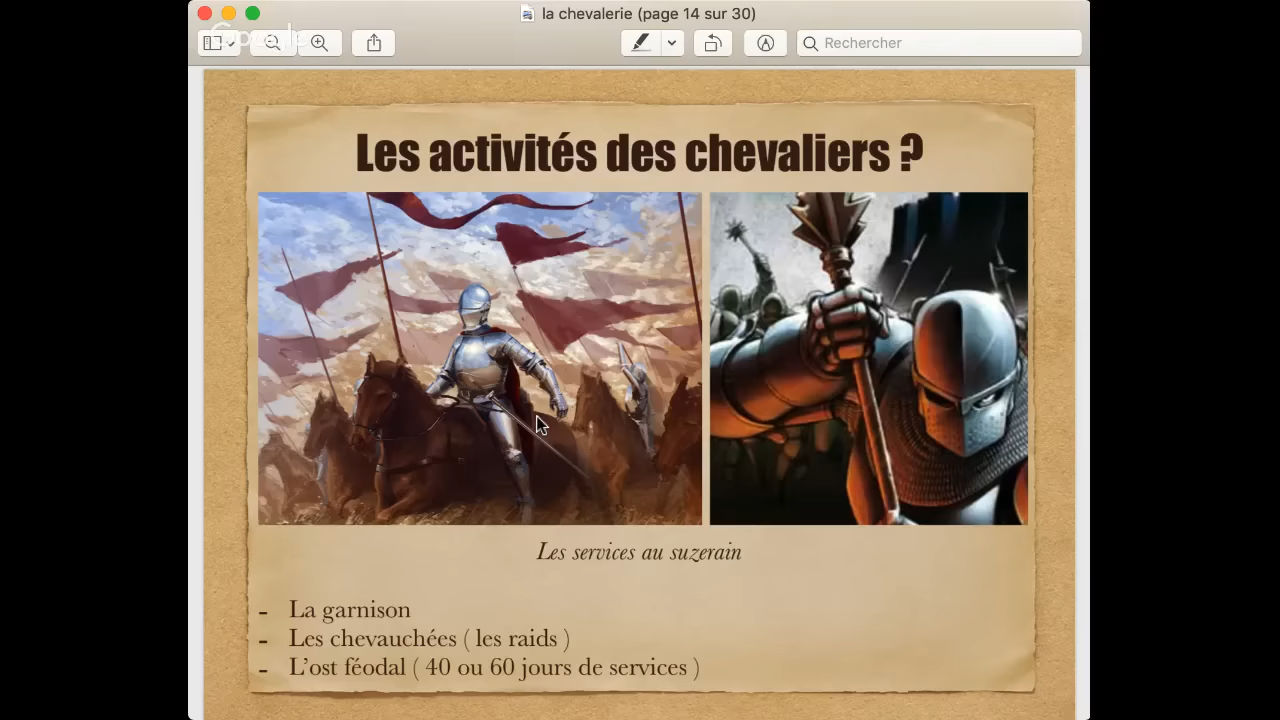 la chevalerie (page 14 sur 30)
Google
Rechercher
Les activités des chevaliers ?
Les services au suzerain
- La garnison
- Les chevauchées ( les raids )
- L'ost féodal ( 40 ou 60 jours de services )